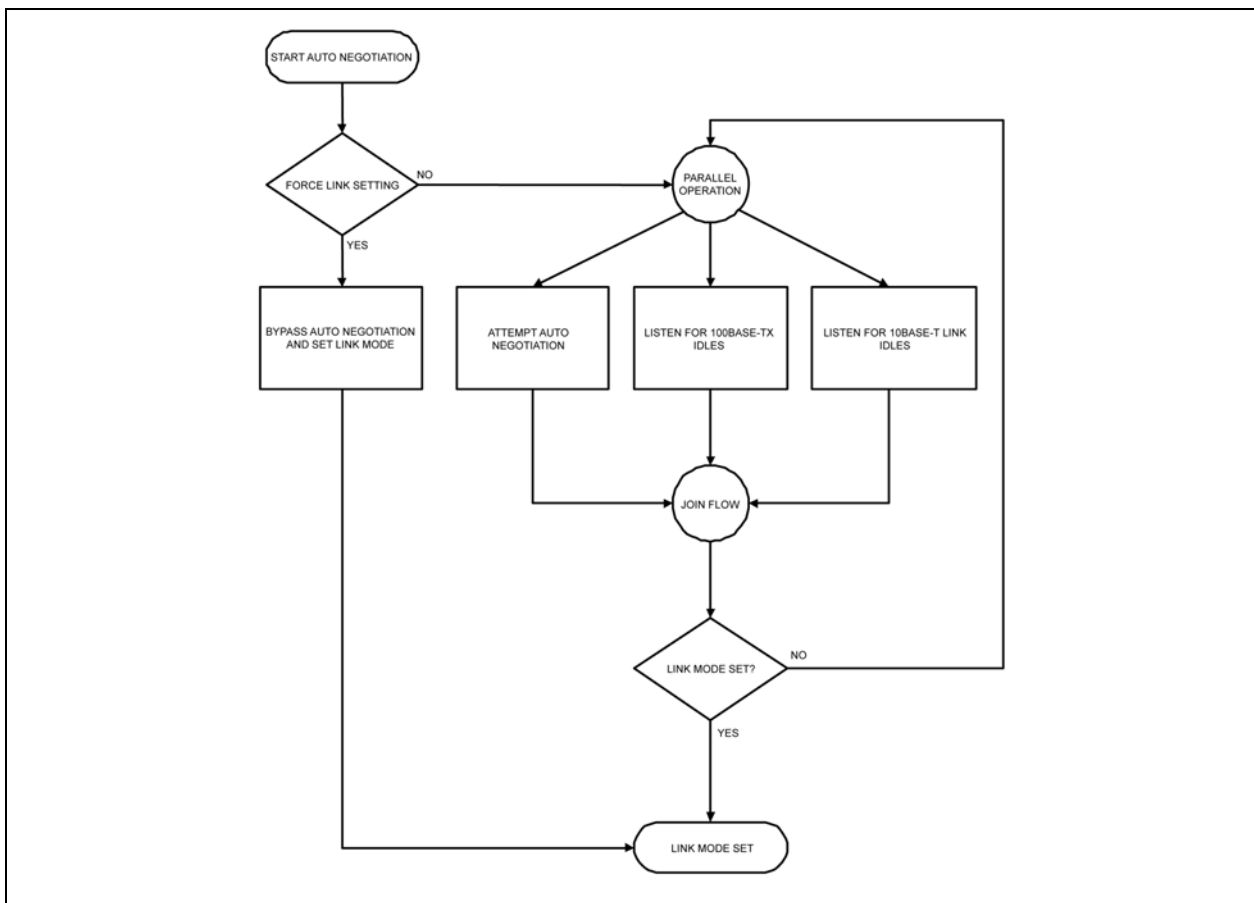 START AUTO NEGOTIATION
FORCE LINK SETTING
NO
YES
PARALLEL
OPERATION
BYPASS AUTO NEGOTIATION
AND SET LINK MODE
ATTEMPT AUTO
NEGOTIATION
LISTEN FOR 100BASE-TX
IDLES
LISTEN FOR 10BASE-T LINK
IDLES
JOIN FLOW
LINK MODE SET?
NO
YES
LINK MODE SET